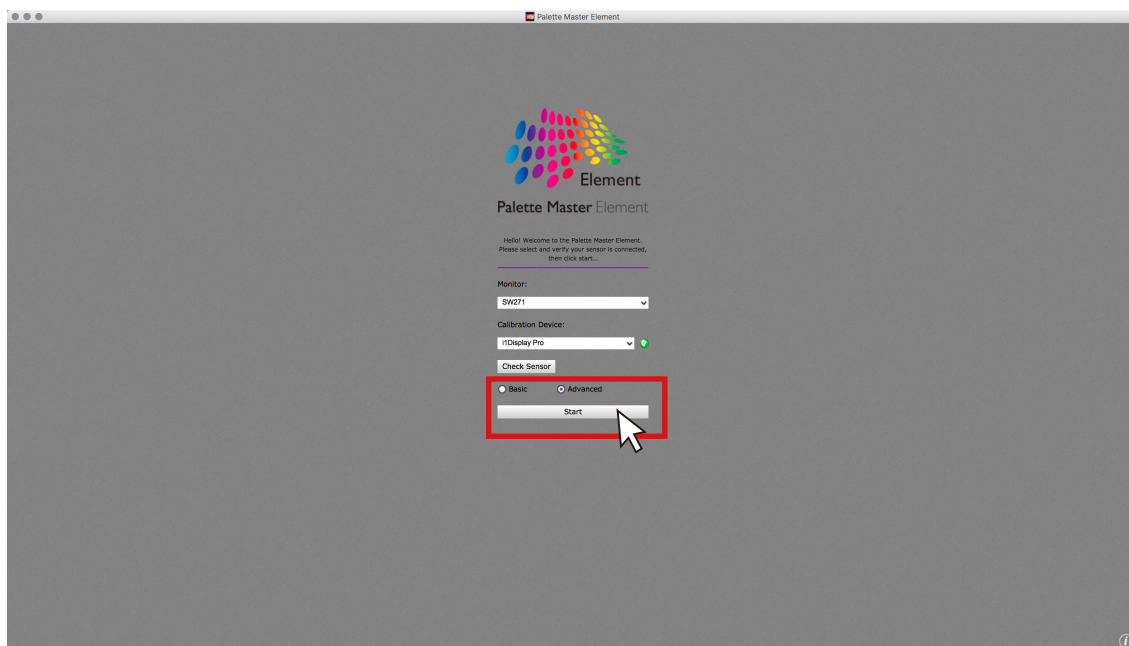 Palette Master Element
Element
Palette Master Element
Hello! Welcome to the Palette Master Element.
Please select and verify your sensor is connected,
then click start...
Monitor:
SW271
Calibration Device:
i1Display Pro
Check Sensor
Basic Advanced
Start
i